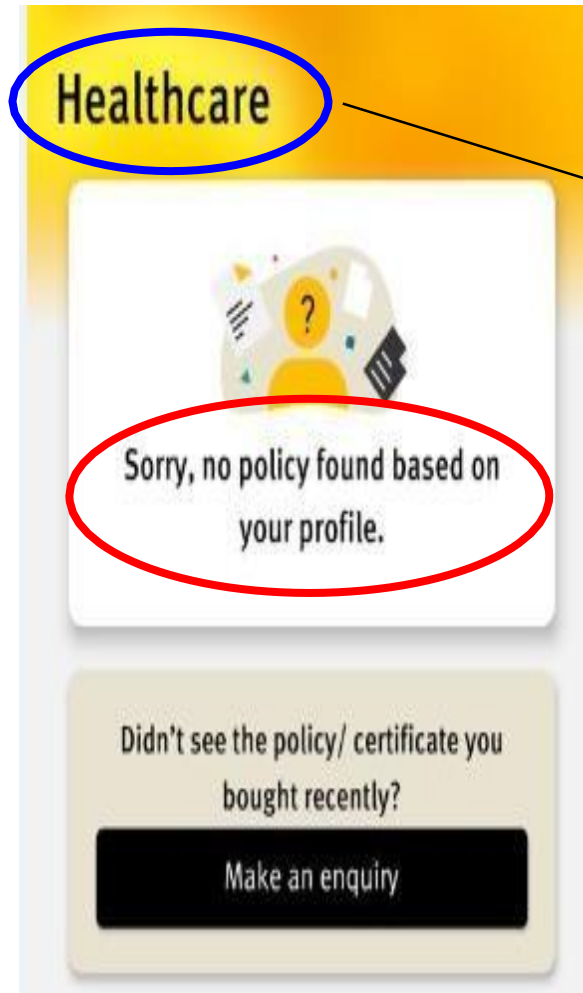 Healthcare
?
Sorry, no policy found based on
your profile.
Didn't see the policy/ certificate you
bought recently?
Make an enquiry